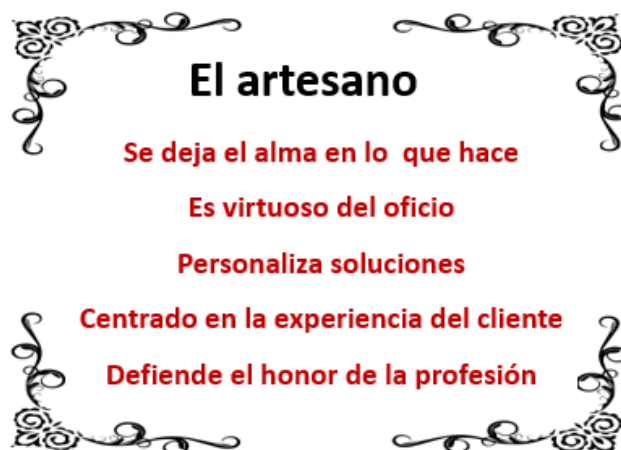 El artesano
Se deja el alma en lo que hace
Es virtuoso del oficio
Personaliza soluciones
Centrado en la experiencia del cliente
Defiende el honor de la profesión